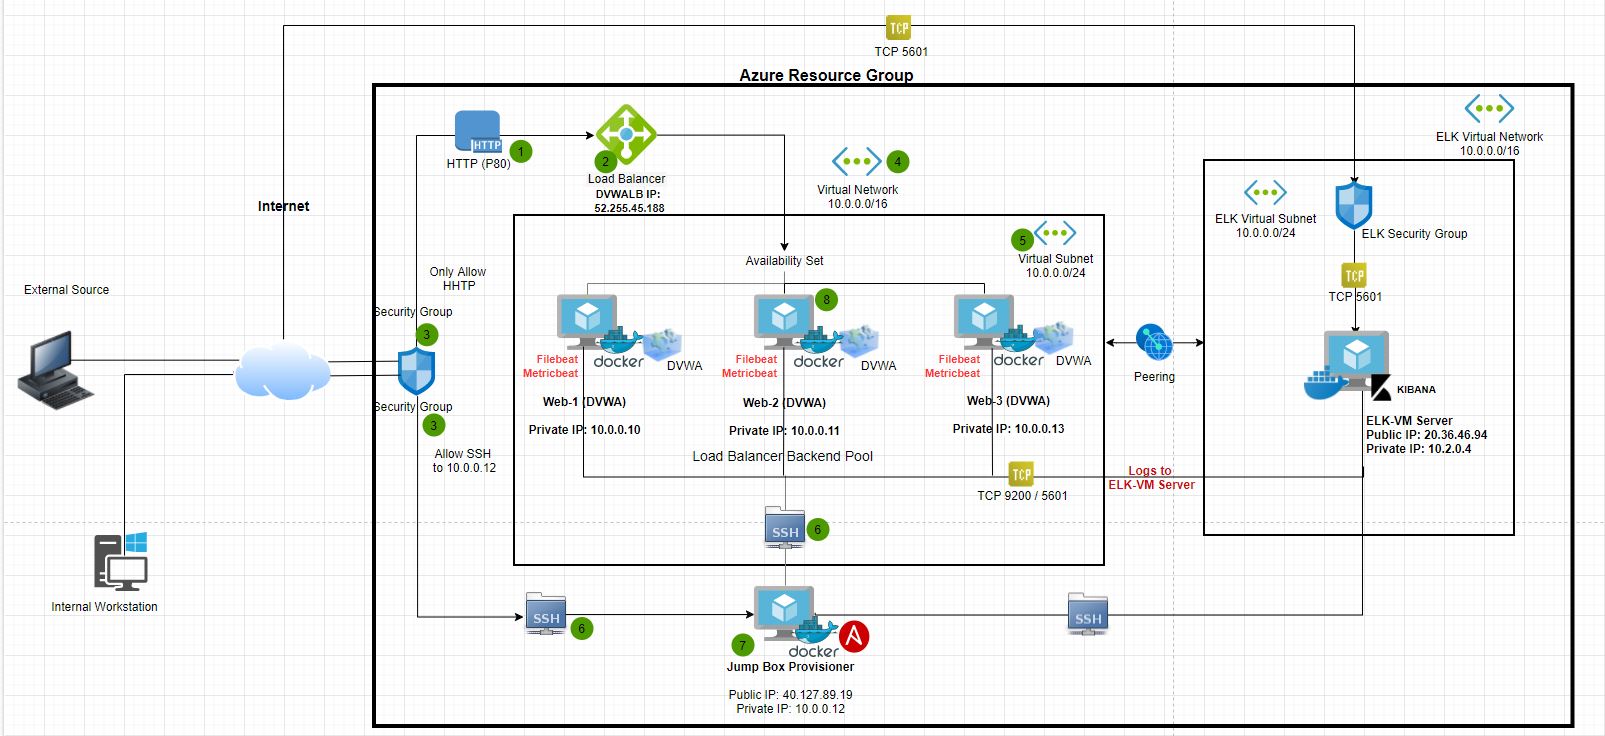 TCP
TCP 5601
Azure Resource Group
HTTP
HTTP (P80)
1
2
Load Balancer
DVWALB IP:
52.255.45.188
4
Virtual Network
10.0.0.0/16
ELK Virtual Network
10.0.0.0/16
Internet
ELK Virtual Subnet
10.0.0.0/24
ELK Security Group
5
Virtual Subnet
10.0.0.0/24
Availability Set
Only Allow
HHTP
External Source
Security Group
3
TCP
TCP 5601
8
Filebeat
Metricbeat
docker
DVWA
Filebeat
Metricbeat
docker
DVWA
Filebeat
Metricbeat
docker
DVWA
Peering
KIBANA
Web-1 (DVWA)
Private IP: 10.0.0.10
Web-2 (DVWA)
Private IP: 10.0.0.11
Web-3 (DVWA)
Private IP: 10.0.0.13
ELK-VM Server
Public IP: 20.36.46.94
Private IP: 10.2.0.4
Security Group
3
Allow SSH
to 10.0.0.12
Load Balancer Backend Pool
TCP
TCP 9200 / 5601
Logs to
ELK-VM Server
SSH
6
Internal Workstation
SSH
6
SSH
7
docker
A
Jump Box Provisioner
Public IP: 40.127.89.19
Private IP: 10.0.0.12